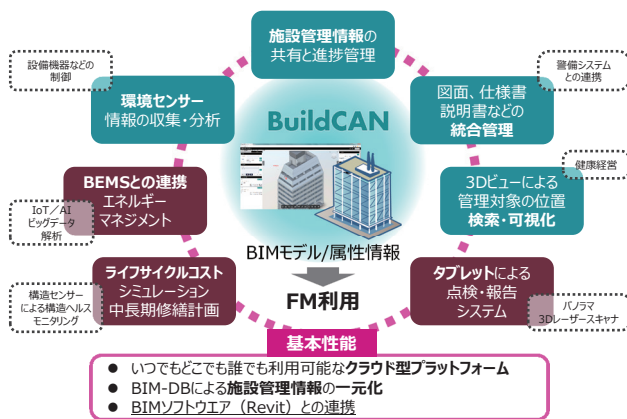 施設管理情報の
共有と進捗管理
設備機器などの
制御
警備システム
との連携
環境センサー
情報の収集・分析
図面、仕様書
説明書などの
統合管理
BuildCAN
健康経営
BEMSとの連携
エネルギー
マネジメント
3Dビューによる
管理対象の位置
検索・可視化
IoT／AI
ビッグデータ
解析
BIMモデル/属性情報
ライフサイクルコスト
シミュレーション
中長期修繕計画
タブレットによる
点検・報告
システム
構造センサー
による構造ヘルス
モニタリング
FM利用
パノラマ
3Dレーザースキャナ
基本性能
● いつでもどこでも誰でも利用可能なクラウド型プラットフォーム
● BIM-DBによる施設管理情報の一元化
● BIMソフトウエア（Revit）との連携